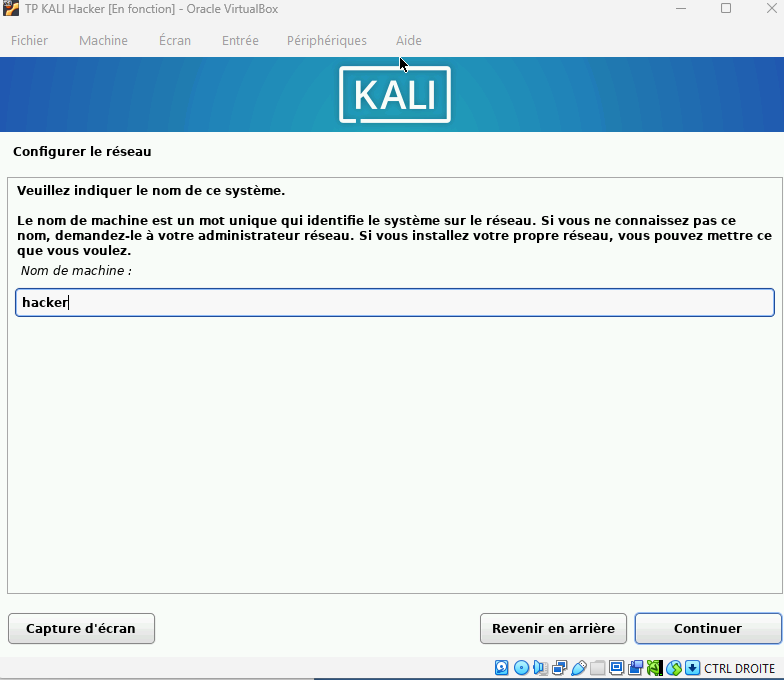 TP KALI Hacker [En fonction] - Oracle VirtualBox
Fichier Machine Écran Entrée Périphériques Aide
KALI
Configurer le réseau
Veuillez indiquer le nom de ce système.
Le nom de machine est un mot unique qui identifie le système sur le réseau. Si vous ne connaissez pas ce
nom, demandez-le à votre administrateur réseau. Si vous installez votre propre réseau, vous pouvez mettre ce
que vous voulez.
Nom de machine :
hacker
Capture d'écran Revenir en arrière Continuer
CTRL DROITE